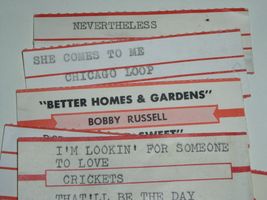 NEVERTHELESS
SHE COMES TO ME
CHICAGO LOOP
"BETTER HOMES & GARDENS"
BOBBY RUSSELL
SWEET"
I'M LOOKIN' FOR SOMEONE
TO LOVE
CRICKETS
THAT'LL BE THE DAY